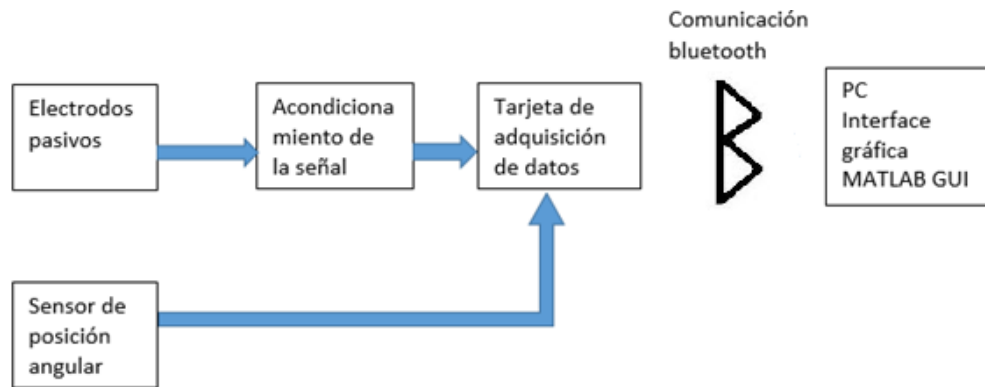 Comunicación
bluetooth
Electrodos
pasivos
Acondiciona
miento de
la señal
Tarjeta de
adquisición
de datos
PC
Interface
gráfica
MATLAB GUI
Sensor de
posición
angular